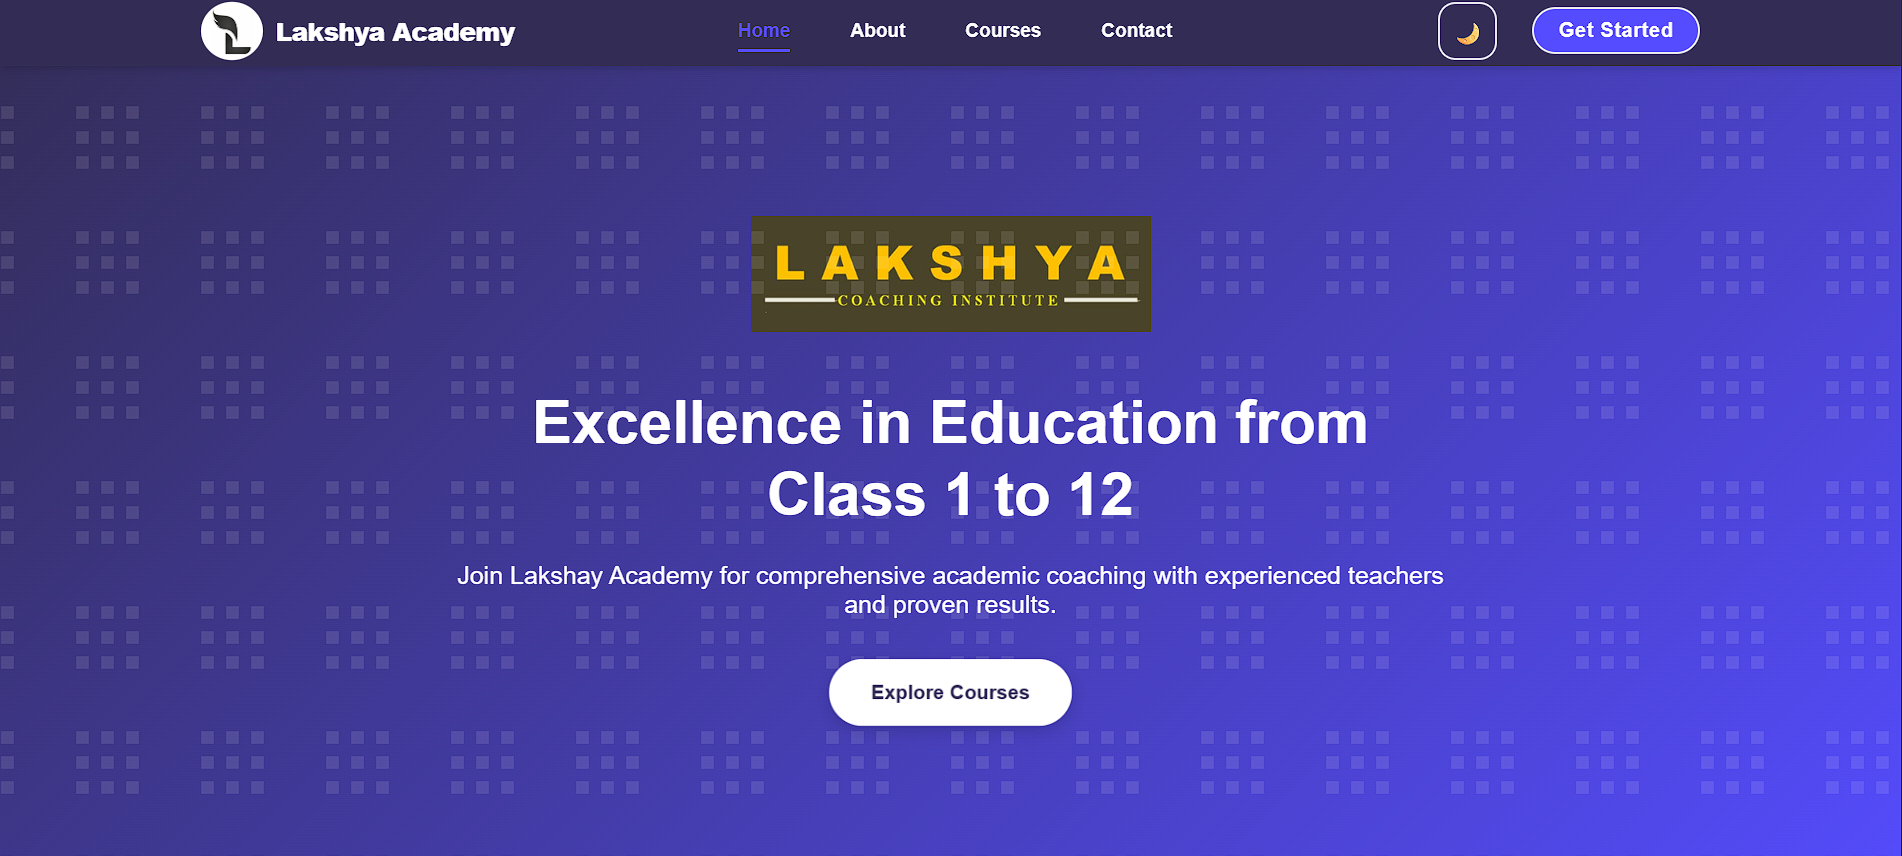 Lakshya Academy
Home
About
Courses
Contact
Get Started
LAKSHYA
COACHING INSTITUTE
Excellence in Education from
Class 1 to 12
Join Lakshay Academy for comprehensive academic coaching with experienced teachers
and proven results.
Explore Courses